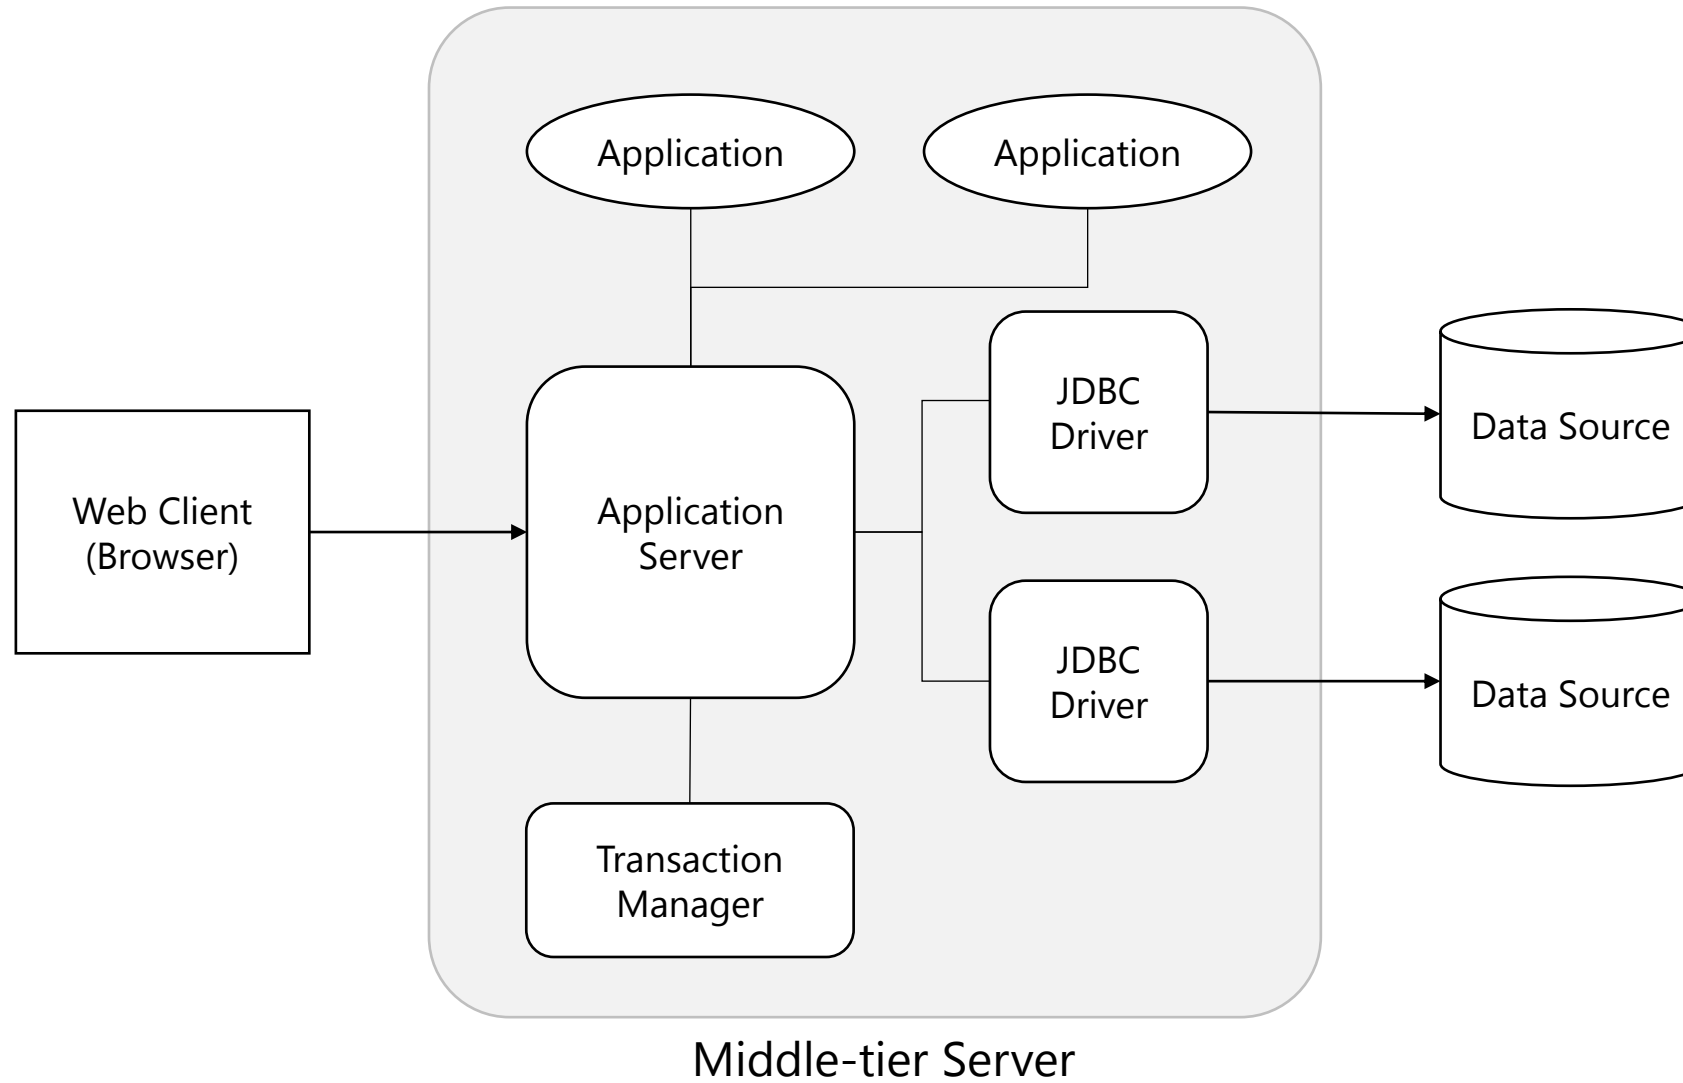 Application
Application
JDBC
Driver
Data Source
Web Client
(Browser)
Application
Server
JDBC
Driver
Data Source
Transaction
Manager
Middle-tier Server